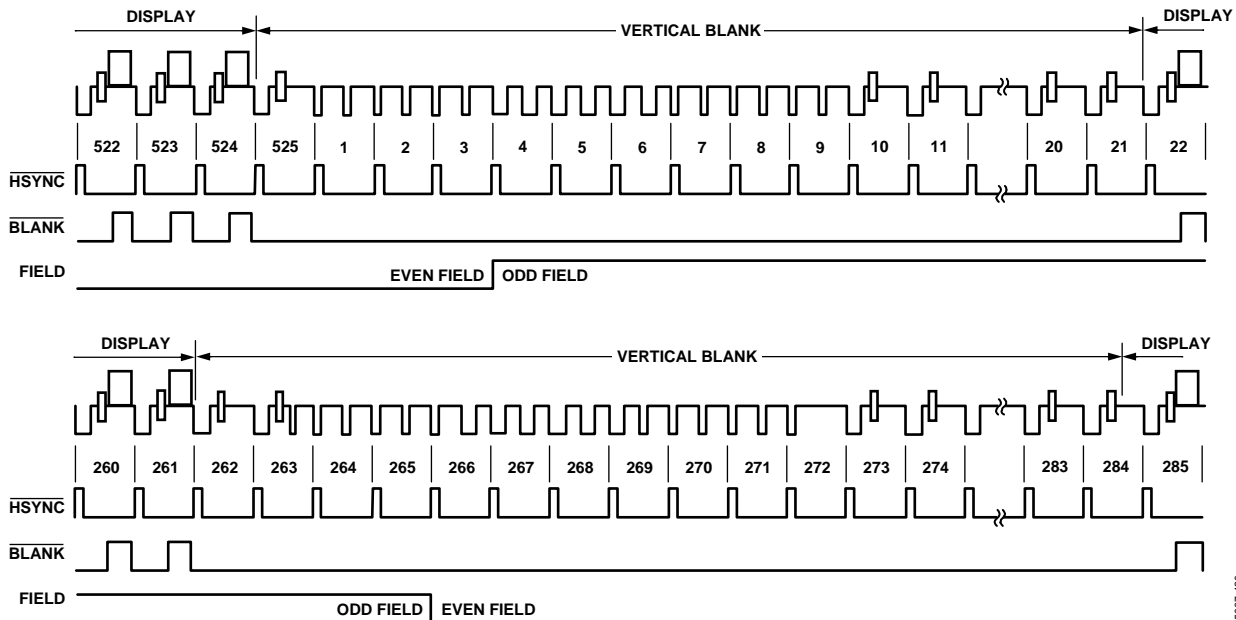 DISPLAY VERTICAL BLANK DISPLAY
522 523 524 525 1 2 3 4 5 6 7 8 9 10 11 20 21 22
HSYNC
BLANK
FIELD EVEN FIELD ODD FIELD
DISPLAY VERTICAL BLANK DISPLAY
260 261 262 263 264 265 266 267 268 269 270 271 272 273 274 283 284 285
HSYNC
BLANK
FIELD ODD FIELD EVEN FIELD